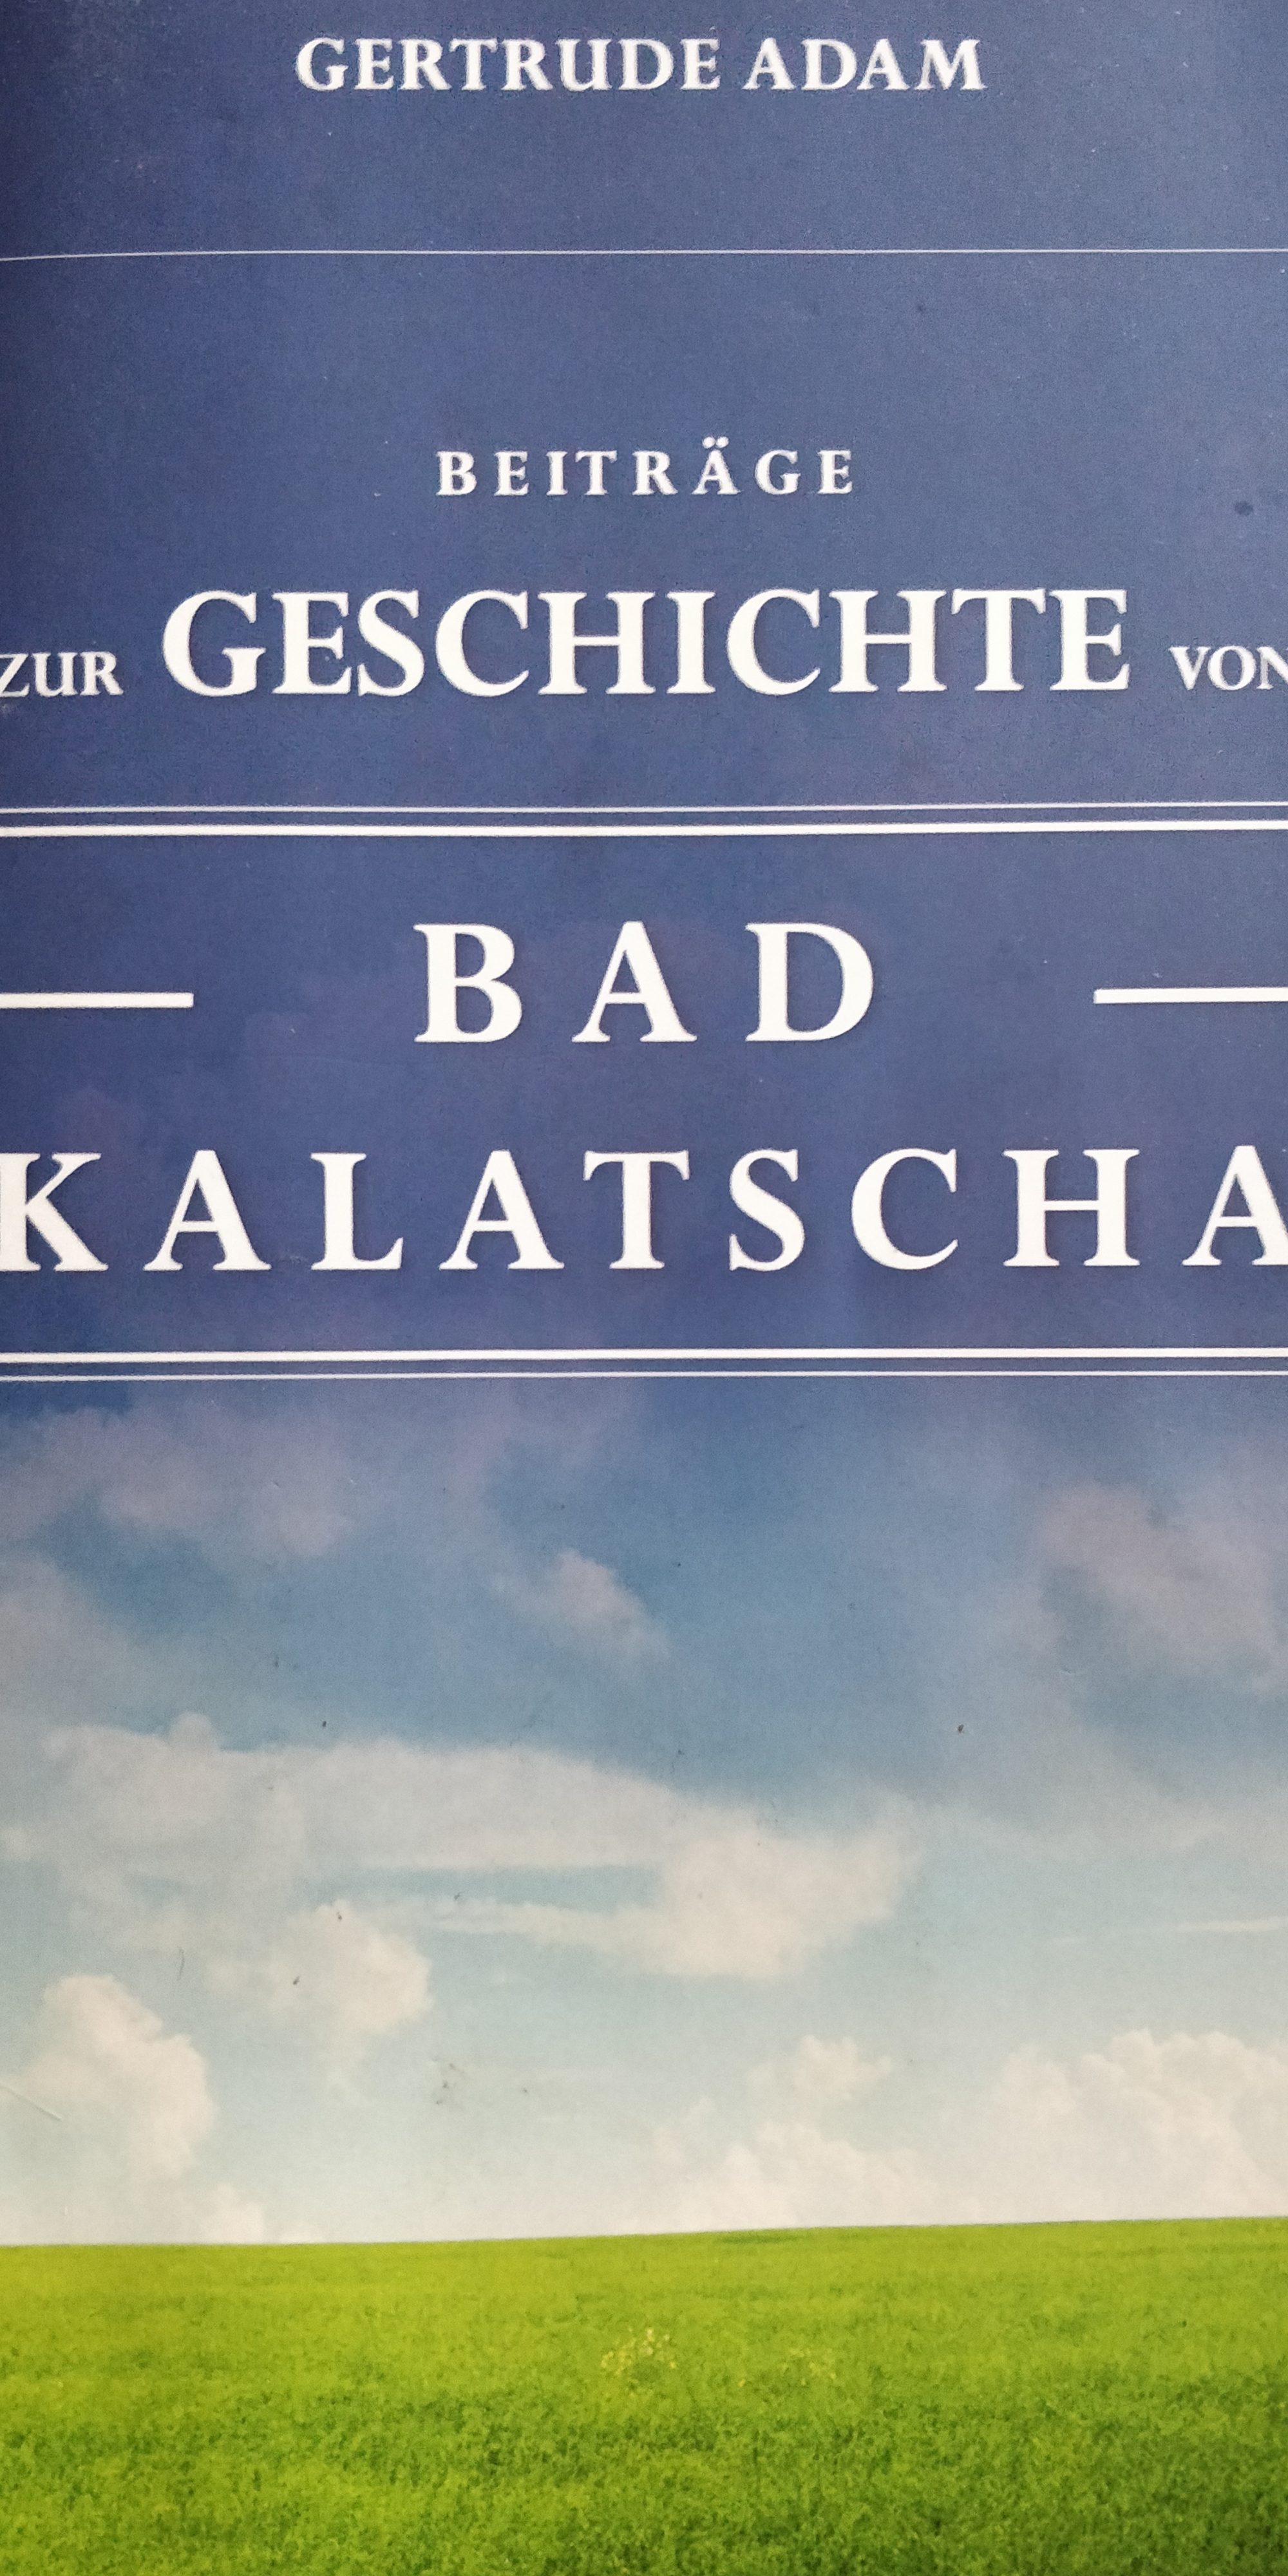 GERTRUDE ADAM
BEITRÄGE
ZUR GESCHICHTE VON
BAD
KALATSCHA